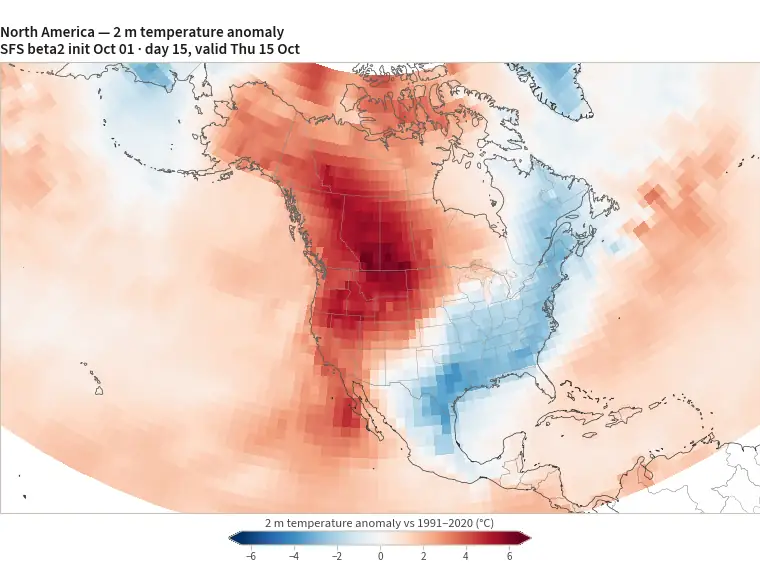 North America — 2 m temperature anomaly
SFS beta2 init Oct 01 · day 15, valid Thu 15 Oct
2 m temperature anomaly vs 1991–2020 (°C)
−6 −4 −2 0 2 4 6